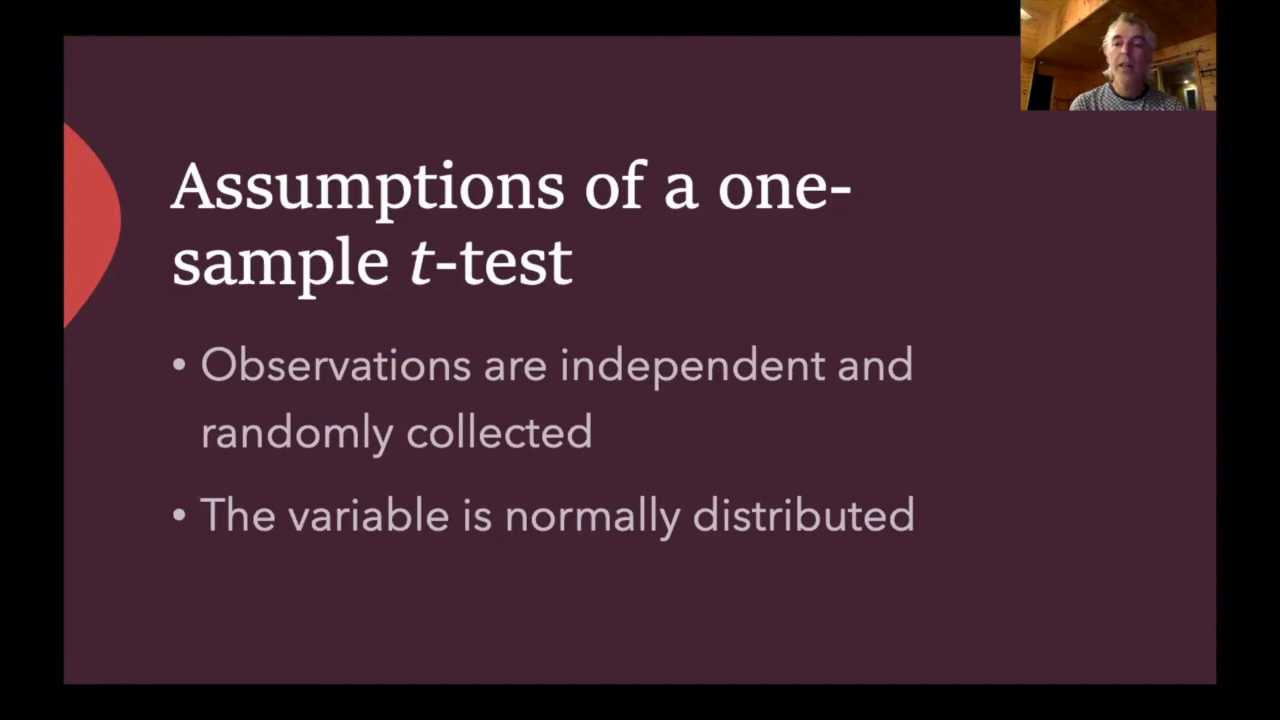 Assumptions of a one-
sample t-test
• Observations are independent and
randomly collected
• The variable is normally distributed